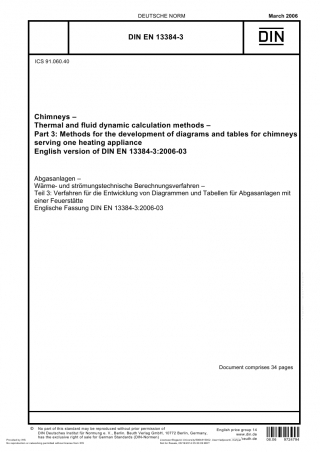 DEUTSCHE NORM
March 2006
DIN EN 13384-3
DIN
ICS 91.060.40
Chimneys –
Thermal and fluid dynamic calculation methods –
Part 3: Methods for the development of diagrams and tables for chimneys
serving one heating appliance
English version of DIN EN 13384-3:2006-03
Abgasanlagen –
Wärme- und strömungstechnische Berechnungsverfahren –
Teil 3: Verfahren für die Entwicklung von Diagrammen und Tabellen für Abgasanlagen mit
einer Feuerstätte
Englische Fassung DIN EN 13384-3:2006-03
Document comprises 34 pages
© No part of this standard may be reproduced without prior permission of
DIN Deutsches Institut für Normung e. V., Berlin. Beuth Verlag GmbH, 10772 Berlin, Germany,
has the exclusive right of sale for German Standards (DIN-Normen).
English price group 14
www.din.de
www.beuth.de